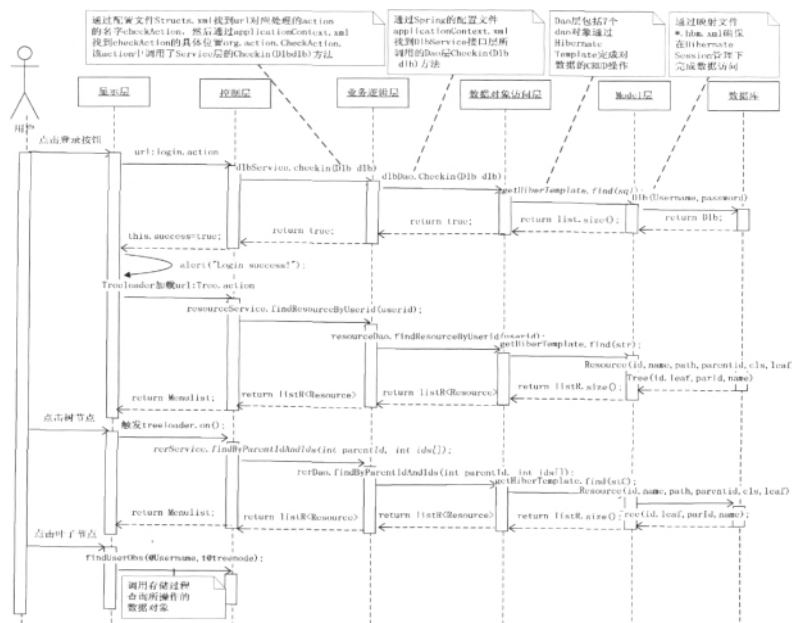 通过配置文件Structs.xml找到url对应处理的action
的名字checkAction, 然后通过applicationContext.xml
找到checkAction的具体位置org.action.CheckAction,
该action中调用了Service层的Checkin(Dlbdlb)方法
通过Spring的配置文件
applicationContext.xml
找到DlbService接口层所
调用的Dao层Checkin(Dlb
dlb)方法
Dao层包括7个
dao对象通过
Hibernate
Template完成对
数据的CRUD操作
通过映射文件
*.hbm.xml确保
在Hibernate
Session管理下
完成数据访问
显示层
控制层
业务逻辑层
数据对象访问层
Model层
数据库
用户
点击登录按钮
url:login.action
dlbService.checkin(Dlb dlb)
dlbDao.Checkin(Dlb dlb)
getHiberTemplate.find(sql)
Dlb(Username,password)
return Dlb;
return list.size();
return true;
return true;
this.success=true;
alert("Login success!");
Treeloader加载url:Tree.action
resourceService.findResourceByUserid(userid);
resourceDao.findResourceByUserid(userid);
getHiberTemplate.find(str);
Resource(id,name,path,parentid,cls,leaf
Tree(id.leaf,parId,name)
return listR.size();
return listR<Resource>
return listR<Resource>
return Menulist;
点击树节点
触发treeloader.on();
rcrService.findByParentIdAndIds(int parentId, int ids[]);
rcrDao.findByParentIdAndIds(int parentId, int ids[]);
getHiberTemplate.find(str);
Resource(id,name,path,parentid,cls,leaf)
ree(id.leaf,parId,name);
return listR.size();
return listR<Resource>
return listR<Resource>
return Menulist;
点击叶子节点
findUserObs(@Username,t@treenode);
调用存储过程
查询所操作的
数据对象